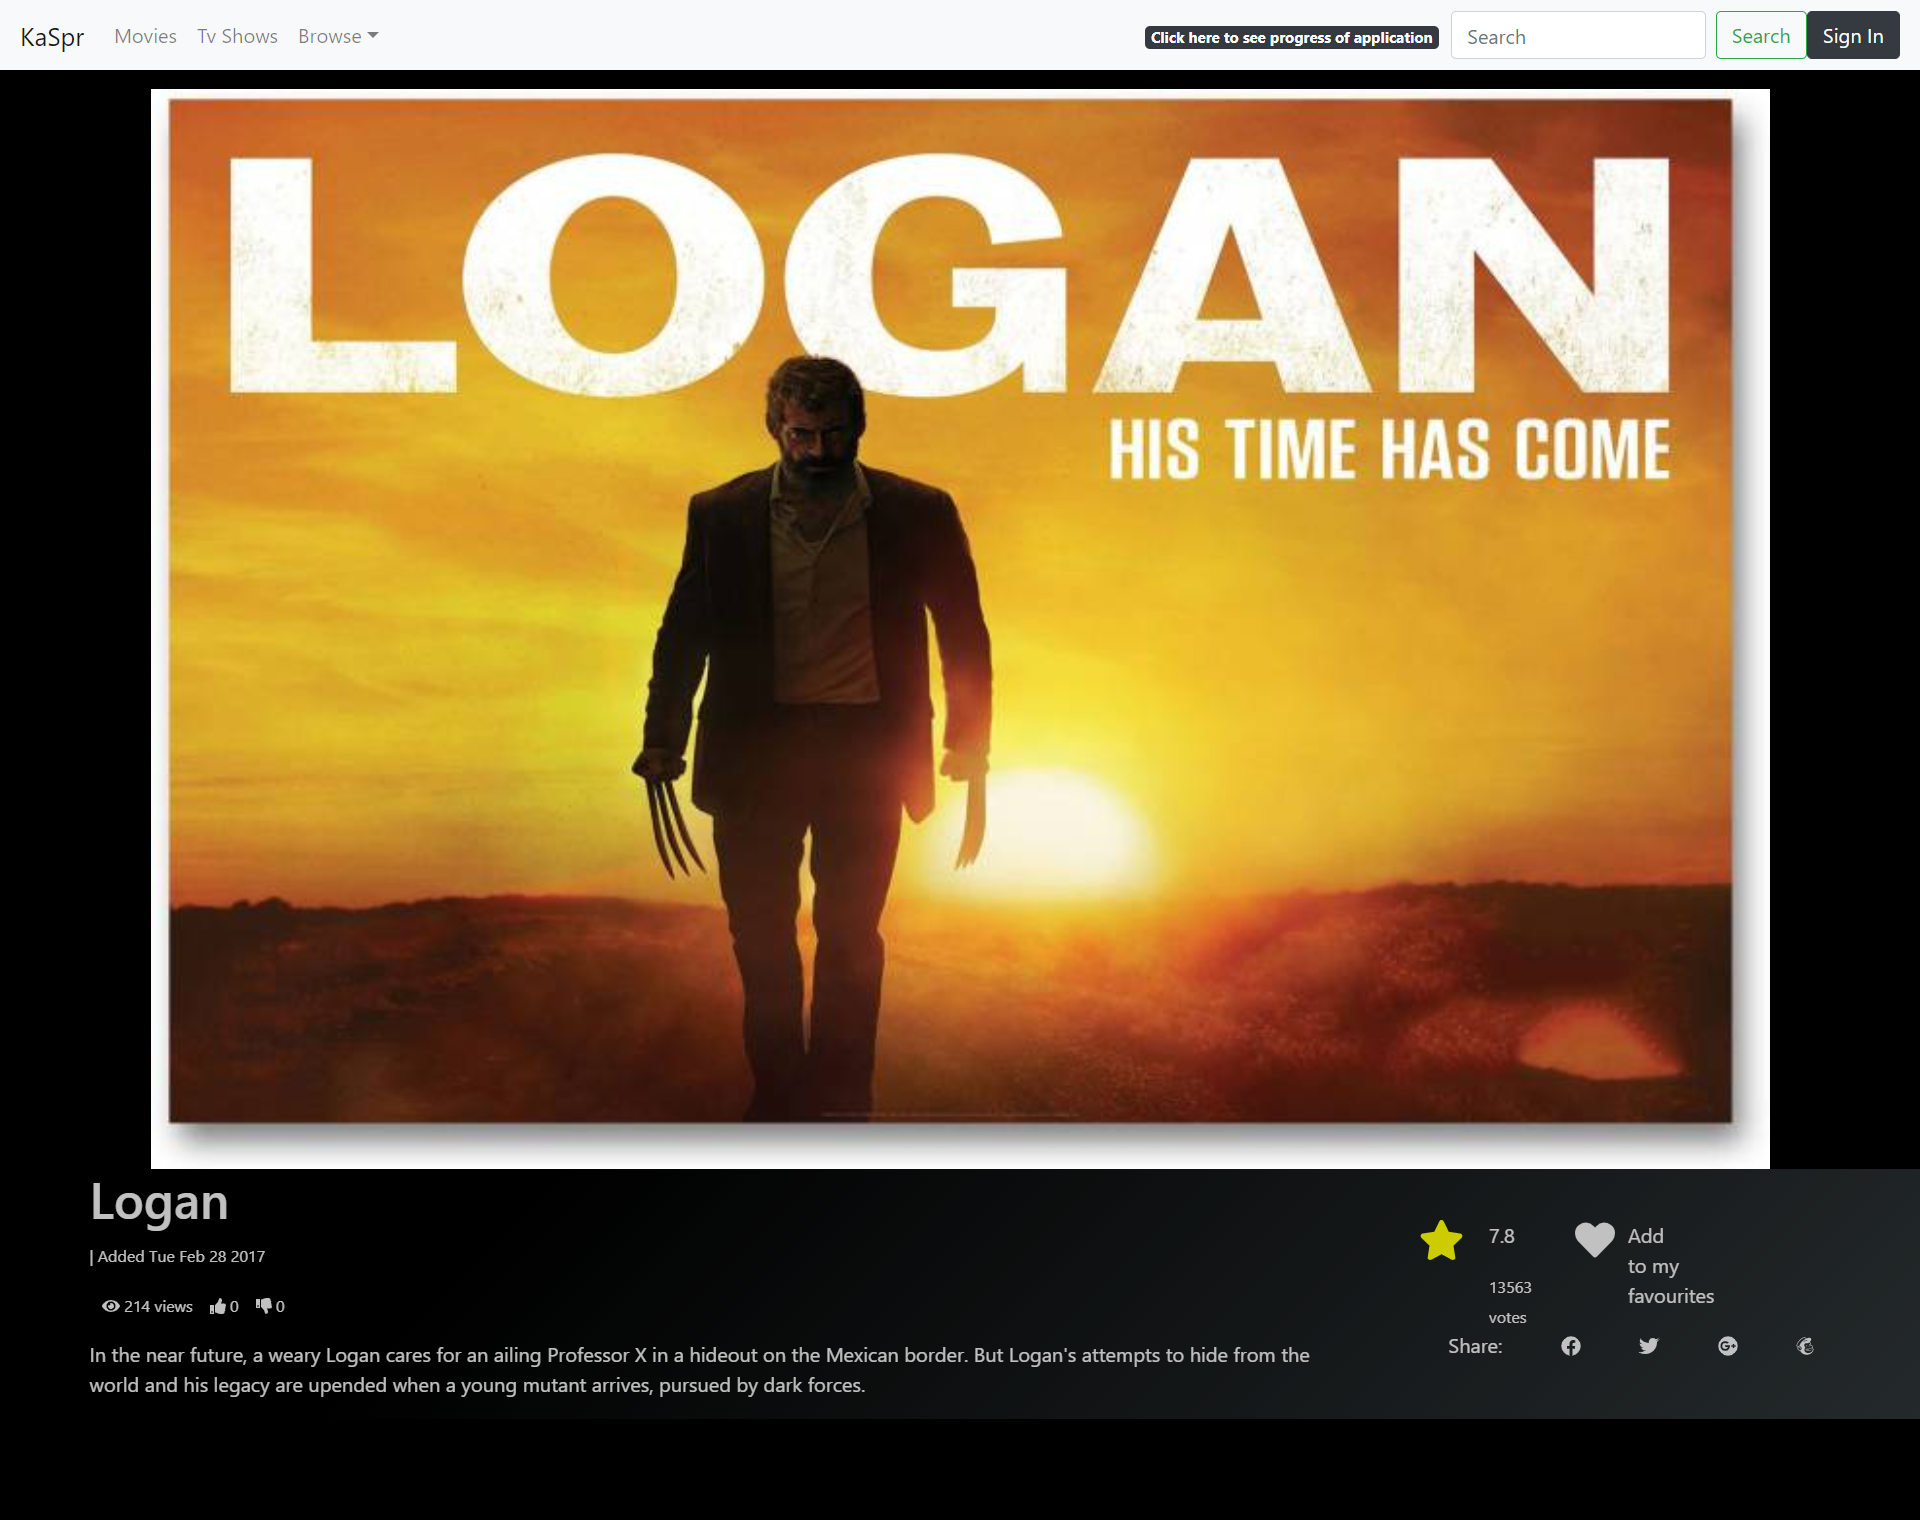 KaSpr
Movies
Tv Shows
Browse
Click here to see progress of application
Search
Search
Sign In
LOGAN
HIS TIME HAS COME
Logan
| Added Tue Feb 28 2017
214 views
0
0
In the near future, a weary Logan cares for an ailing Professor X in a hideout on the Mexican border. But Logan's attempts to hide from the
world and his legacy are upended when a young mutant arrives, pursued by dark forces.
7.8
13563
votes
Add
to my
favourites
Share: